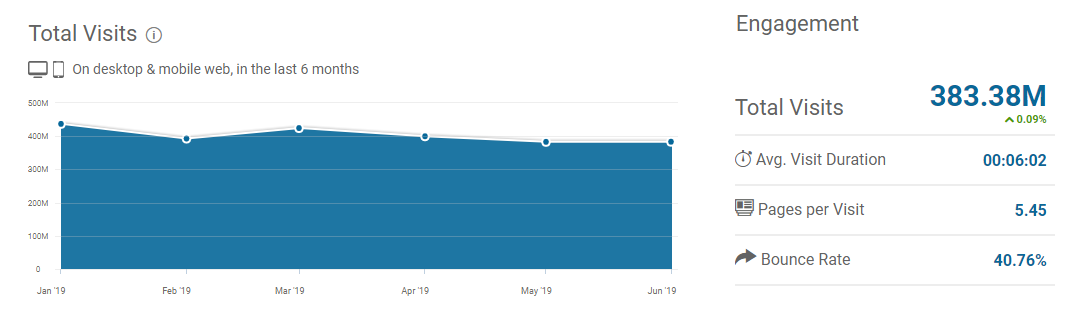 Total Visits
On desktop & mobile web, in the last 6 months
500M
400M
300M
200M
100M
0
Jan '19
Feb '19
Mar '19
Apr '19
May '19
Jun '19
Engagement
Total Visits
383.38M
0.09%
Avg. Visit Duration
00:06:02
Pages per Visit
5.45
Bounce Rate
40.76%